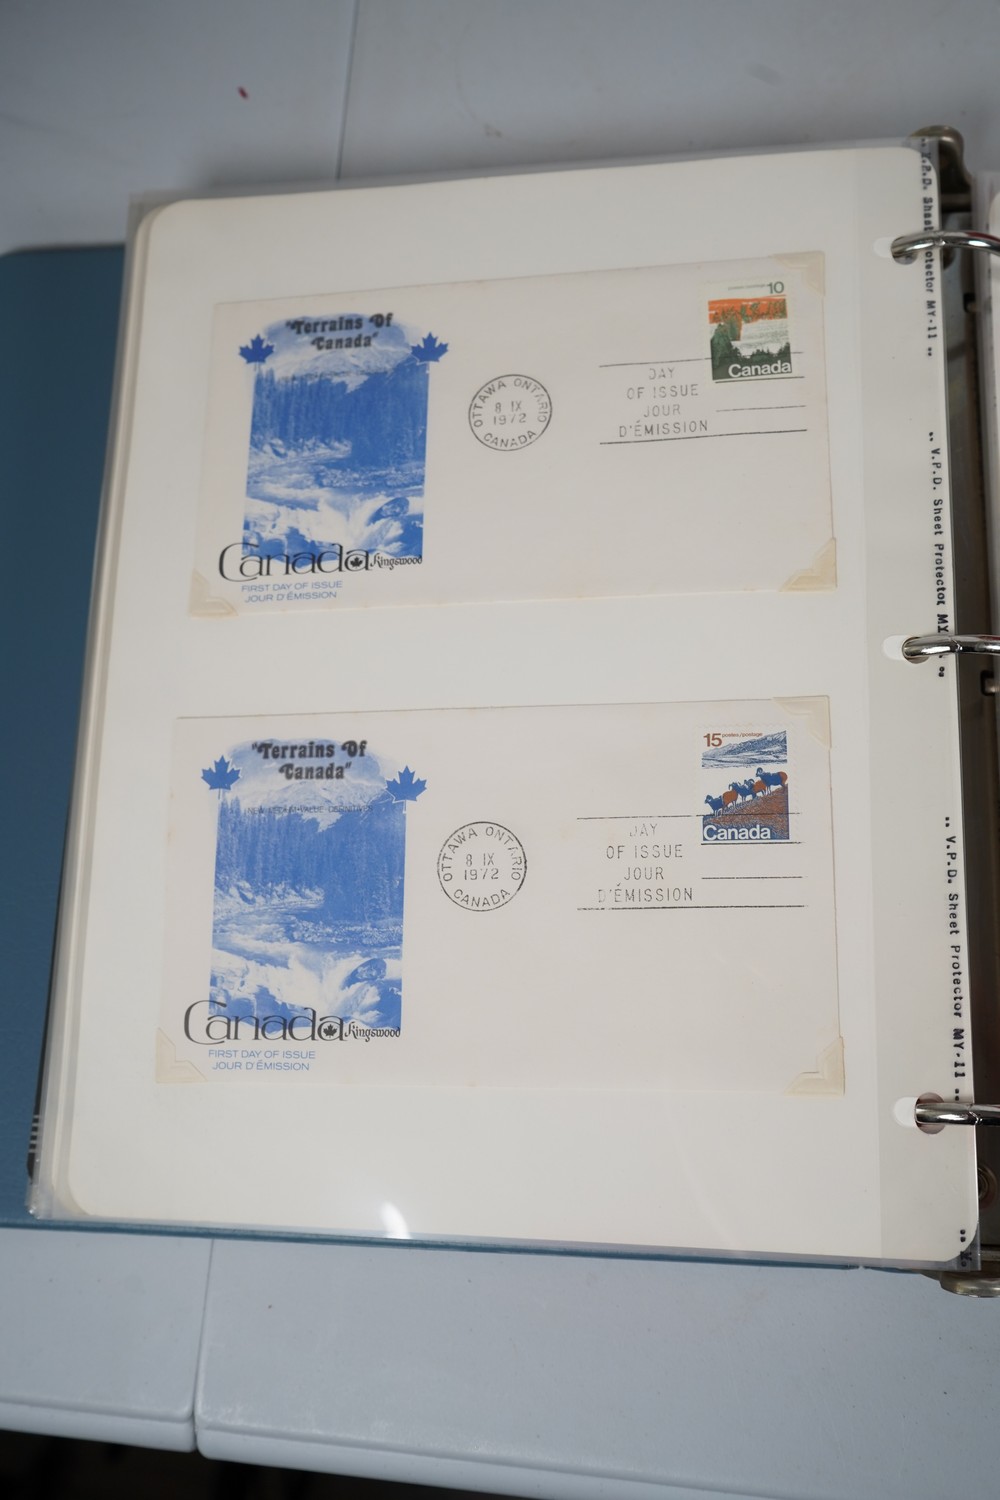 "Terrains Of
Canada"
postes/postage 10
Canada
OTTAWA ONTARIO
8 IX
1972
CANADA
DAY
OF ISSUE
JOUR
D'ÉMISSION
Canada Kingswood
FIRST DAY OF ISSUE
JOUR D'ÉMISSION
"Terrains Of
Canada"
15 postes/postage
Canada
OTTAWA ONTARIO
8 IX
1972
CANADA
DAY
OF ISSUE
JOUR
D'ÉMISSION
Canada Kingswood
FIRST DAY OF ISSUE
JOUR D'ÉMISSION
V.P.D. Sheet Protector MY-11
V.P.D. Sheet Protector MY
V.P.D. Sheet Protector MY-11